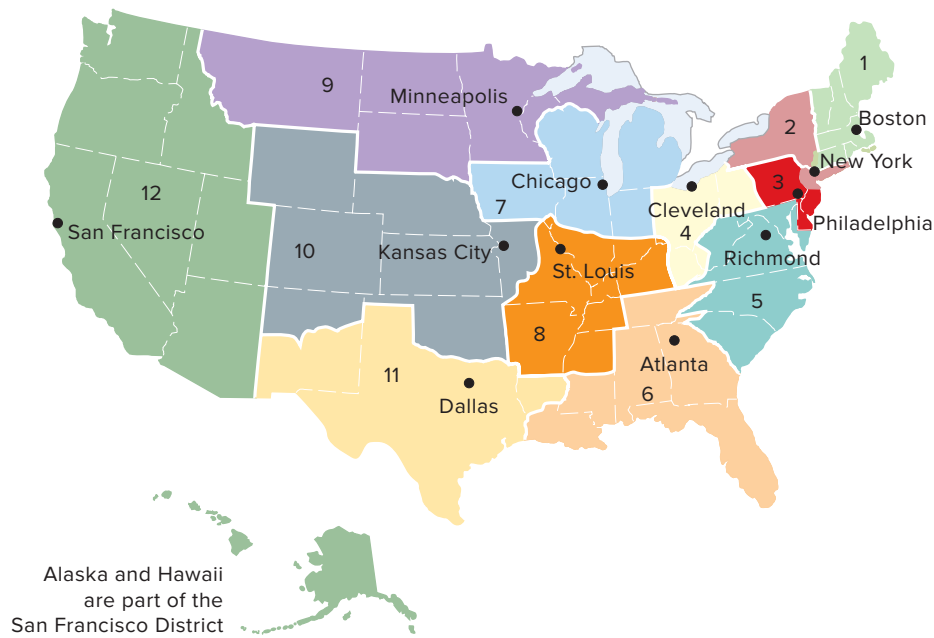 1
9
Minneapolis
2
Boston
New York
3
Chicago
12
7
Cleveland
Philadelphia
4
San Francisco
10
Kansas City
St. Louis
Richmond
5
8
Atlanta
11
6
Dallas
Alaska and Hawaii
are part of the
San Francisco District